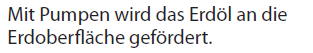 Mit Pumpen wird das Erdöl an die
Erdoberfläche gefördert.